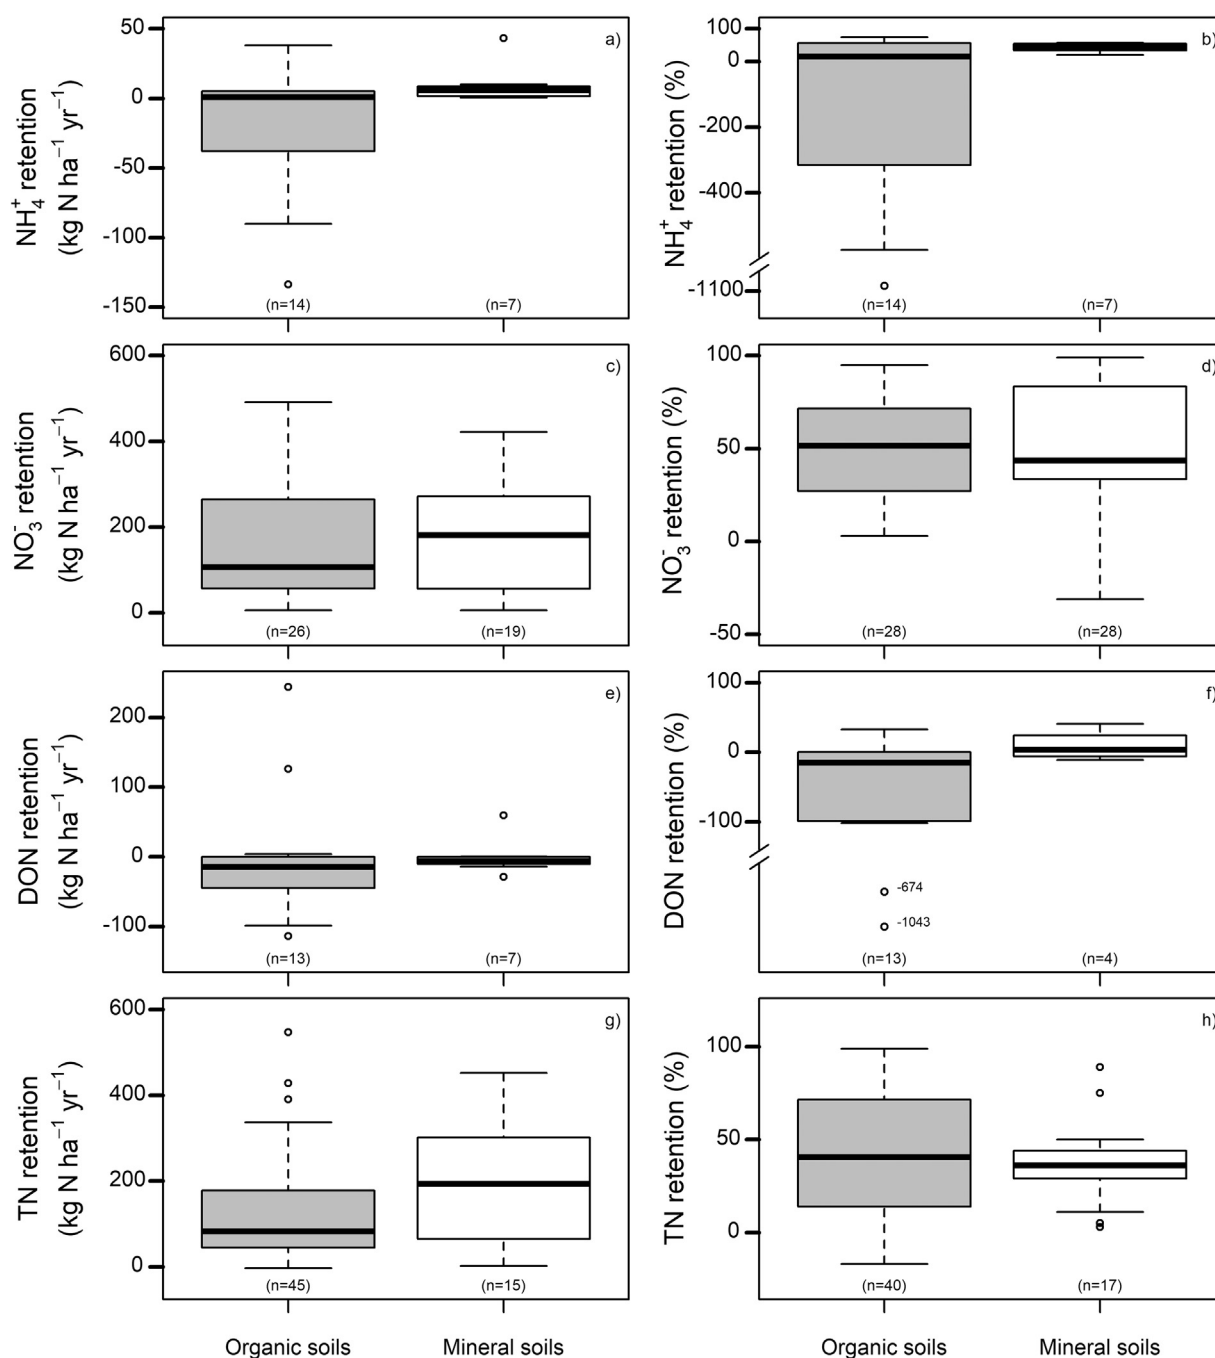 a)
NH₄⁺ retention
(kg N ha⁻¹ yr⁻¹)
50
0
-50
-100
-150
(n=14)
(n=7)
b)
NH₄⁺ retention (%)
100
0
-200
-400
-1100
(n=14)
(n=7)
c)
NO₃⁻ retention
(kg N ha⁻¹ yr⁻¹)
600
400
200
0
(n=26)
(n=19)
d)
NO₃⁻ retention (%)
100
50
0
-50
(n=28)
(n=28)
e)
DON retention
(kg N ha⁻¹ yr⁻¹)
200
100
0
-100
(n=13)
(n=7)
f)
DON retention (%)
100
0
-100
-674
-1043
(n=13)
(n=4)
g)
TN retention
(kg N ha⁻¹ yr⁻¹)
600
400
200
0
(n=45)
(n=15)
h)
TN retention (%)
100
50
0
(n=40)
(n=17)
Organic soils
Mineral soils
Organic soils
Mineral soils